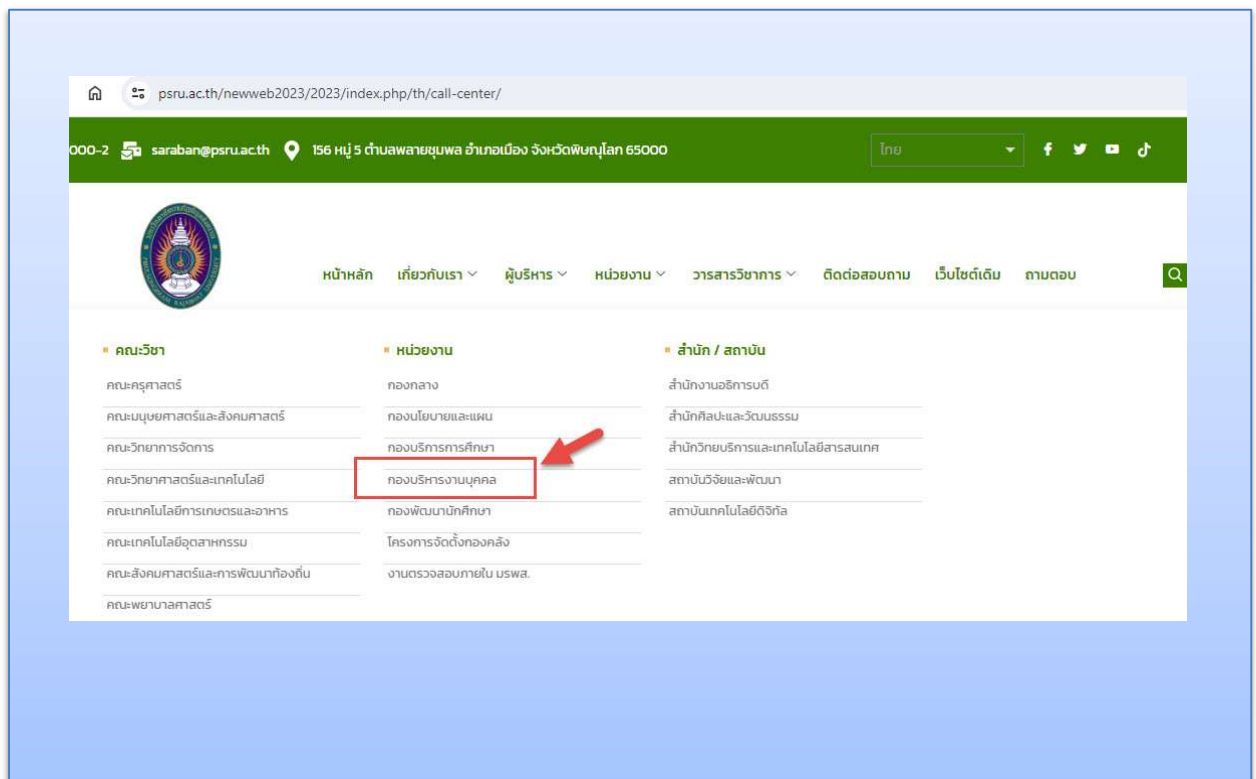 psru.ac.th/newweb2023/2023/index.php/th/call-center/
000-2 saraban@psru.ac.th 156 หมู่ 5 ตำบลพลายชุมพล อำเภอเมือง จังหวัดพิษณุโลก 65000 ไทย
หน้าหลัก เกี่ยวกับเรา ผู้บริหาร หน่วยงาน วารสารวิชาการ ติดต่อสอบถาม เว็บไซต์เดิม ถามตอบ
คณะวิชา
คณะครุศาสตร์
คณะมนุษยศาสตร์และสังคมศาสตร์
คณะวิทยาการจัดการ
คณะวิทยาศาสตร์และเทคโนโลยี
คณะเทคโนโลยีการเกษตรและอาหาร
คณะเทคโนโลยีอุตสาหกรรม
คณะสังคมศาสตร์และการพัฒนาท้องถิ่น
คณะพยาบาลศาสตร์
หน่วยงาน
กองกลาง
กองนโยบายและแผน
กองบริการการศึกษา
กองบริหารงานบุคคล
กองพัฒนานักศึกษา
โครงการจัดตั้งกองคลัง
งานตรวจสอบภายใน มรพส.
สำนัก / สถาบัน
สำนักงานอธิการบดี
สำนักศิลปะและวัฒนธรรม
สำนักวิทยบริการและเทคโนโลยีสารสนเทศ
สถาบันวิจัยและพัฒนา
สถาบันเทคโนโลยีดิจิทัล